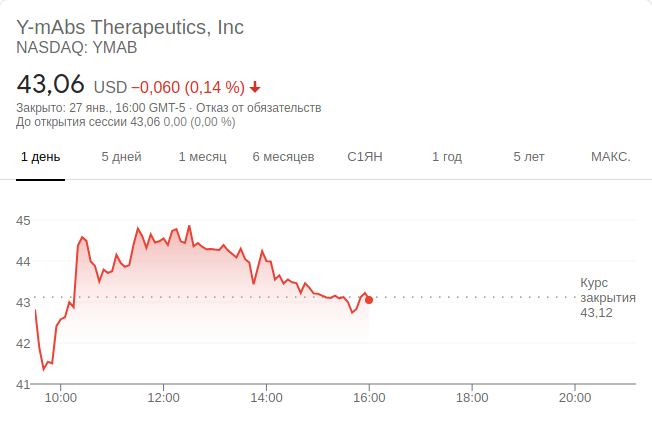 Y-mAbs Therapeutics, Inc
NASDAQ: YMAB
43,06 USD −0,060 (0,14 %)
Закрыто: 27 янв., 16:00 GMT-5 · Отказ от обязательств
До открытия сессии 43,06 0,00 (0,00 %)
1 день 5 дней 1 месяц 6 месяцев С1ЯН 1 год 5 лет МАКС.
45
44
43
42
41
Курс
закрытия
43,12
10:00 12:00 14:00 16:00 18:00 20:00